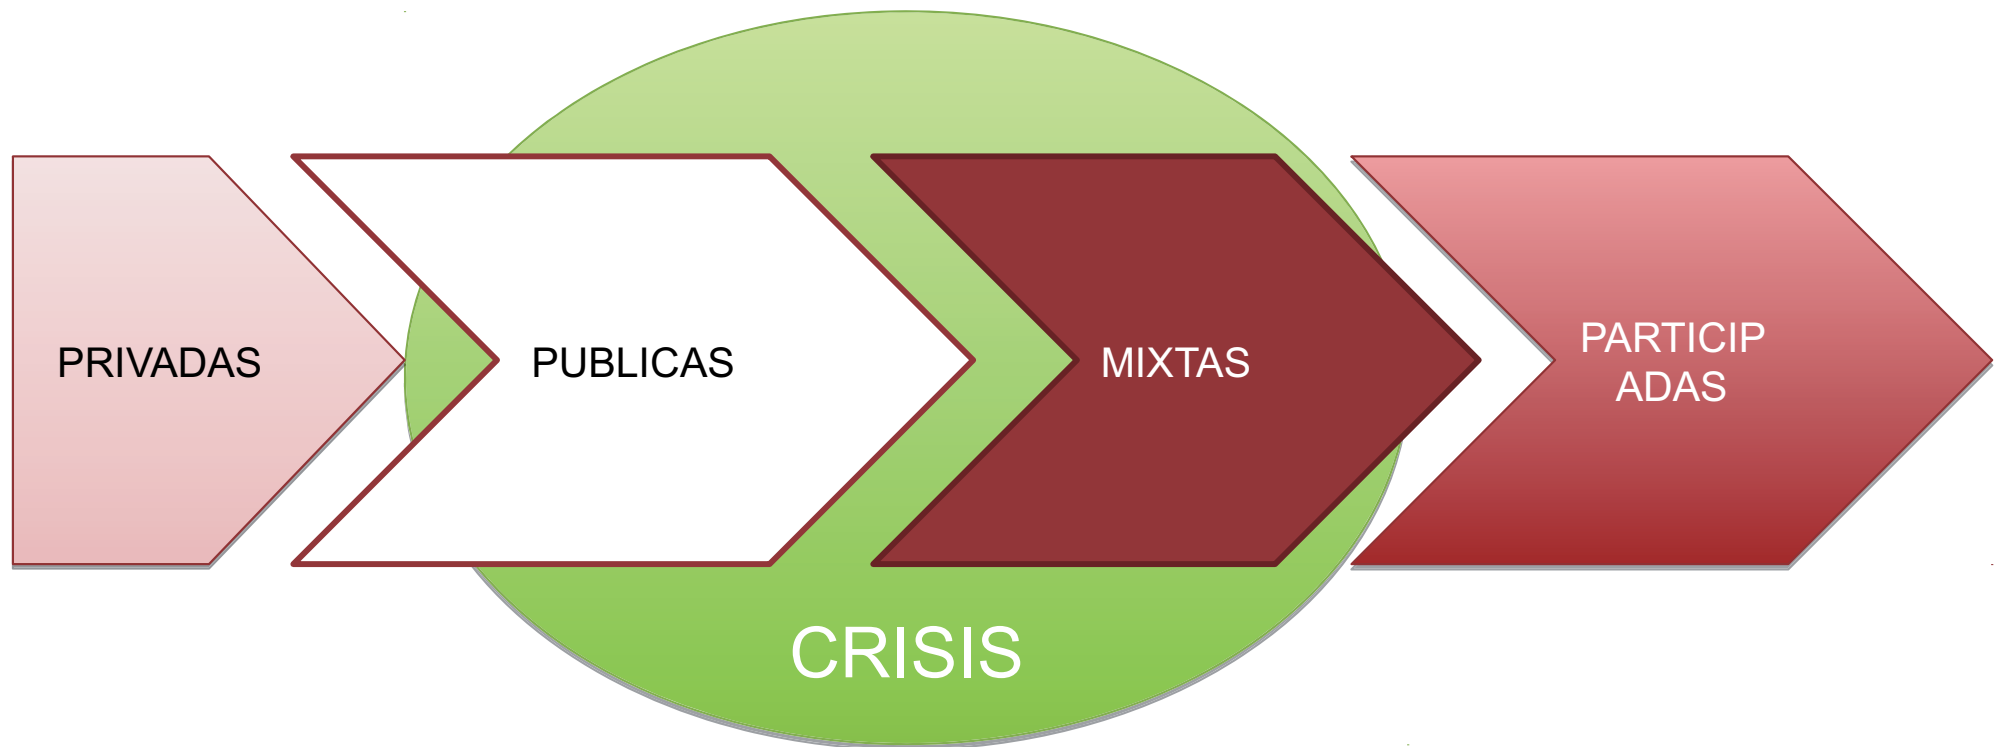 PRIVADAS
PUBLICAS
MIXTAS
PARTICIP
ADAS
CRISIS